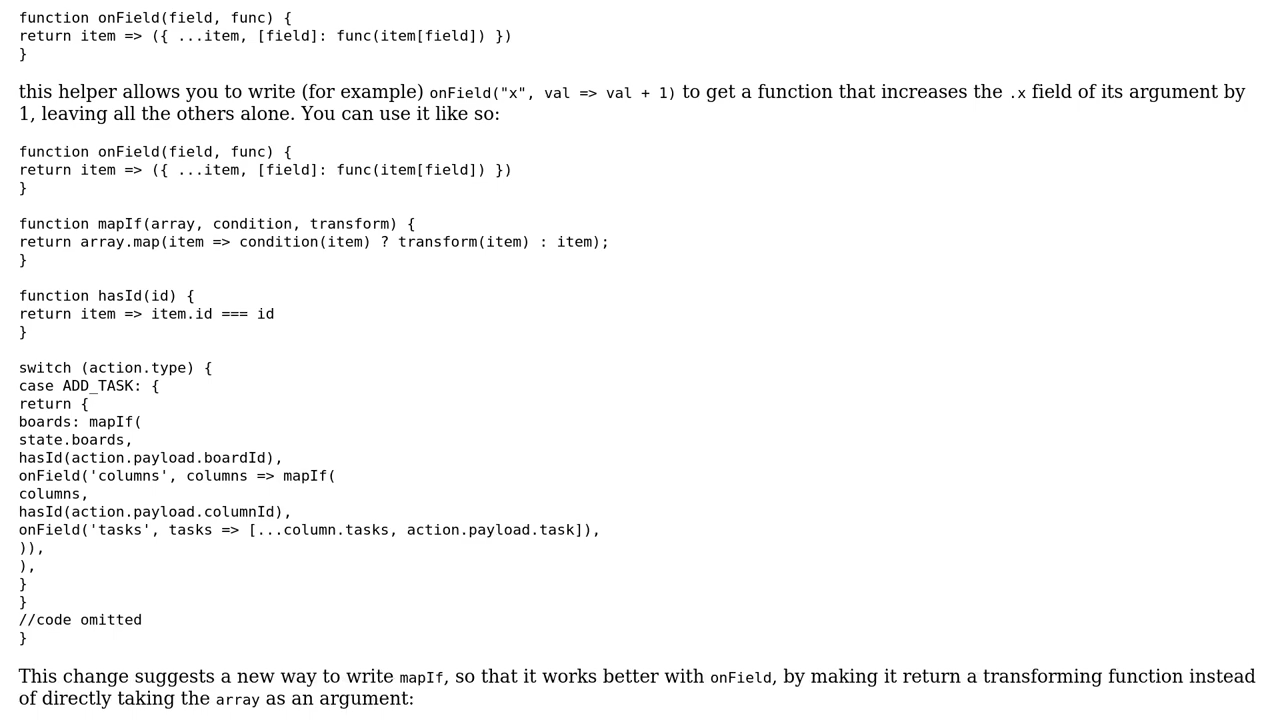 function onField(field, func) {
return item => ({ ...item, [field]: func(item[field]) })
}
this helper allows you to write (for example) onField("x", val => val + 1) to get a function that increases the .x field of its argument by
1, leaving all the others alone. You can use it like so:
function onField(field, func) {
return item => ({ ...item, [field]: func(item[field]) })
}
function mapIf(array, condition, transform) {
return array.map(item => condition(item) ? transform(item) : item);
}
function hasId(id) {
return item => item.id === id
}
switch (action.type) {
case ADD_TASK: {
return {
boards: mapIf(
state.boards,
hasId(action.payload.boardId),
onField('columns', columns => mapIf(
columns,
hasId(action.payload.columnId),
onField('tasks', tasks => [...column.tasks, action.payload.task]),
)),
),
}
}
//code omitted
}
This change suggests a new way to write mapIf, so that it works better with onField, by making it return a transforming function instead
of directly taking the array as an argument: